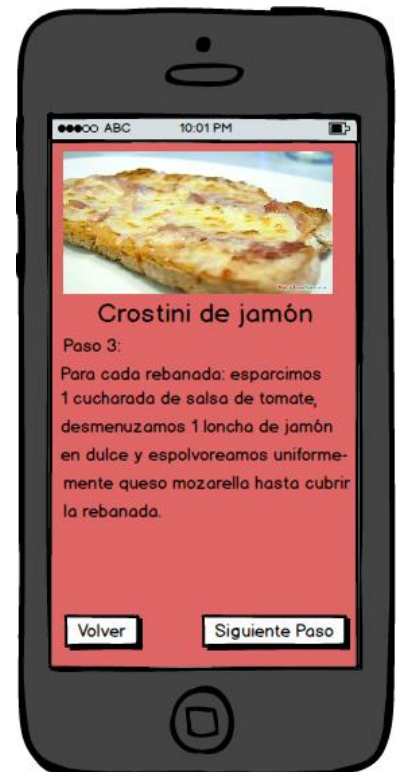 ABC 10:01 PM
Crostini de jamón
Paso 3:
Para cada rebanada: esparcimos
1 cucharada de salsa de tomate,
desmenuzamos 1 loncha de jamón
en dulce y espolvoreamos uniforme-
mente queso mozarella hasta cubrir
la rebanada.
Volver Siguiente Paso